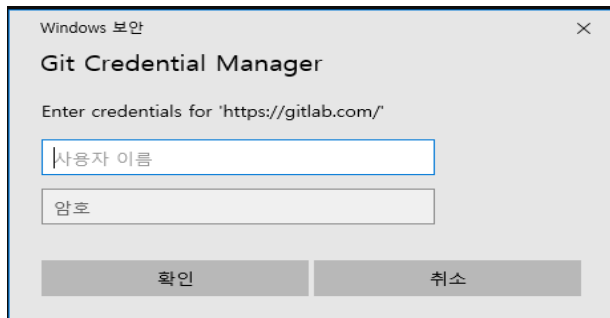 Windows 보안
Git Credential Manager
Enter credentials for 'https://gitlab.com/'
사용자 이름
암호
확인
취소